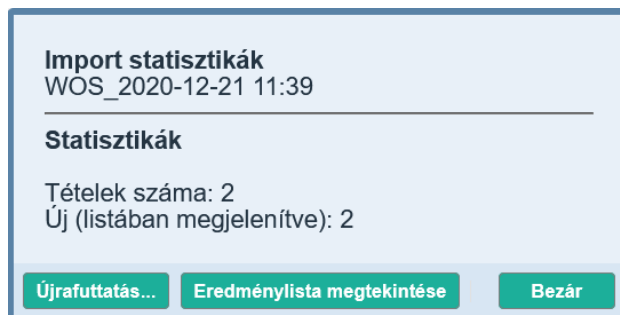 Import statisztikák
WOS_2020-12-21 11:39
Statisztikák
Tételek száma: 2
Új (listában megjelenítve): 2
Újrafuttatás... Eredménylista megtekintése Bezár